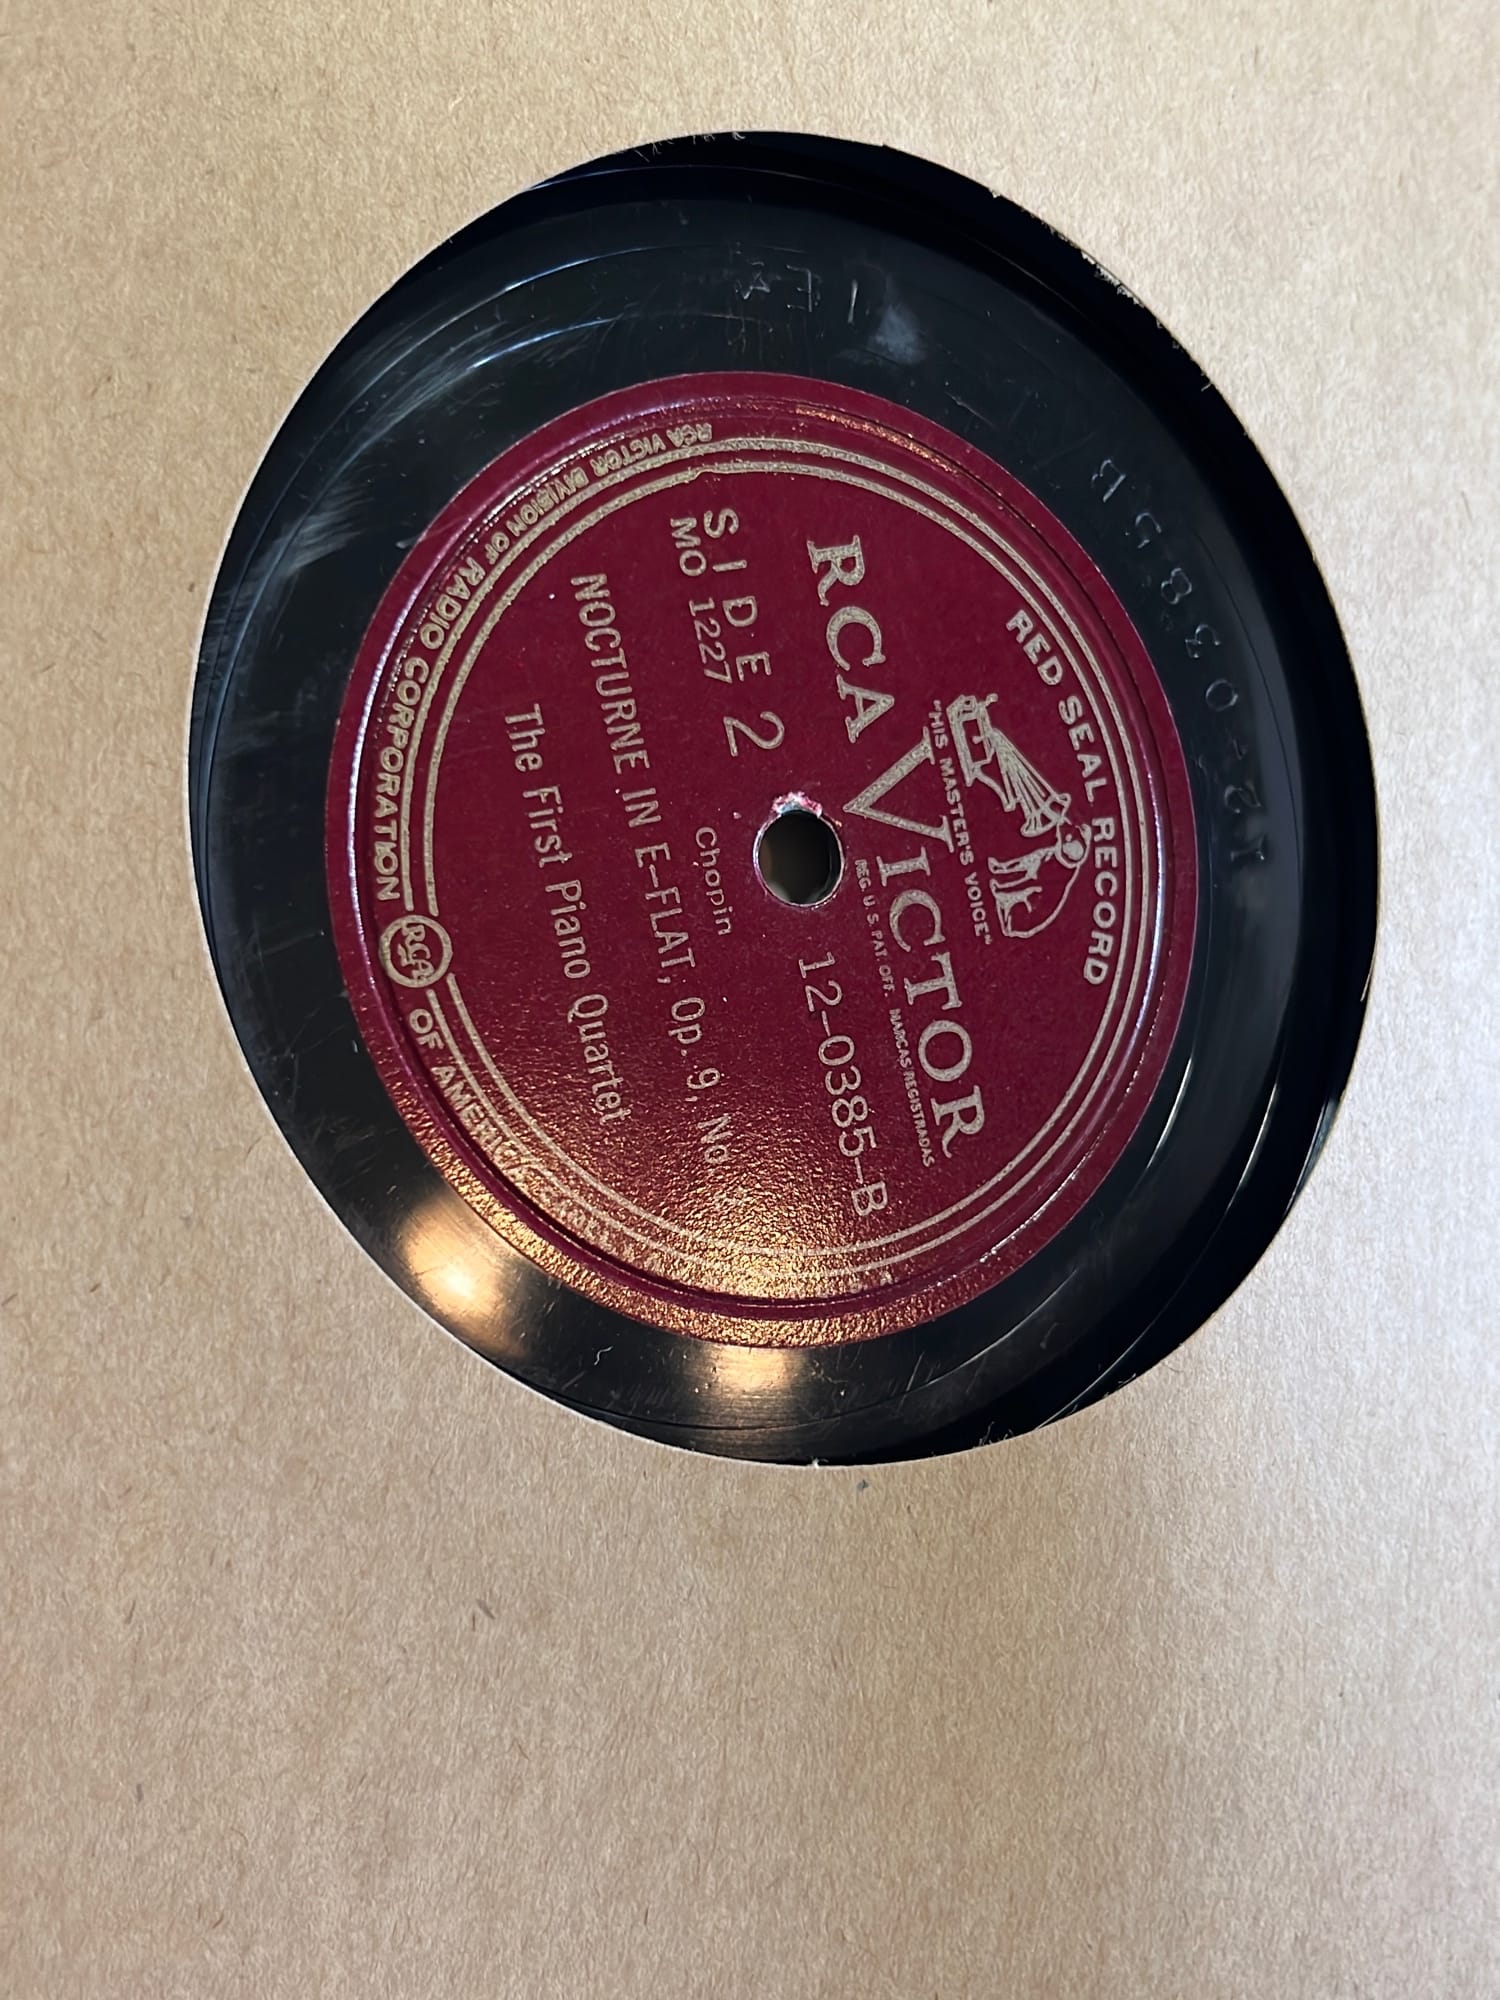 RED SEAL RECORD
"HIS MASTER'S VOICE"
RCA VICTOR
REG. U.S. PAT. OFF. MARCAS REGISTRADAS
12-0385-B
SIDE 2
MO 1227
Chopin
NOCTURNE IN E-FLAT, Op. 9, No.
The First Piano Quartet
RCA VICTOR DIVISION OF RADIO CORPORATION
RCA
OF AMERICA
12-0385B